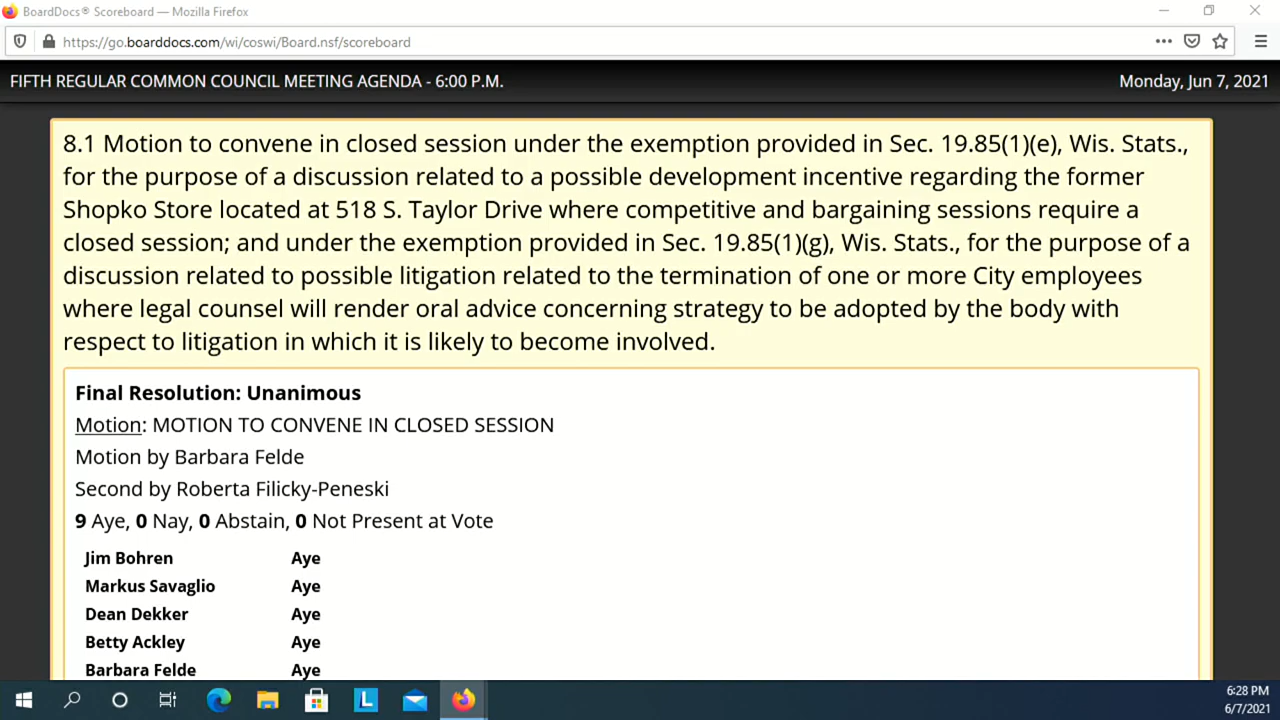 BoardDocs® Scoreboard — Mozilla Firefox
https://go.boarddocs.com/wi/coswi/Board.nsf/scoreboard
FIFTH REGULAR COMMON COUNCIL MEETING AGENDA - 6:00 P.M. Monday, Jun 7, 2021
8.1 Motion to convene in closed session under the exemption provided in Sec. 19.85(1)(e), Wis. Stats.,
for the purpose of a discussion related to a possible development incentive regarding the former
Shopko Store located at 518 S. Taylor Drive where competitive and bargaining sessions require a
closed session; and under the exemption provided in Sec. 19.85(1)(g), Wis. Stats., for the purpose of a
discussion related to possible litigation related to the termination of one or more City employees
where legal counsel will render oral advice concerning strategy to be adopted by the body with
respect to litigation in which it is likely to become involved.
Final Resolution: Unanimous
Motion: MOTION TO CONVENE IN CLOSED SESSION
Motion by Barbara Felde
Second by Roberta Filicky-Peneski
9 Aye, 0 Nay, 0 Abstain, 0 Not Present at Vote
Jim Bohren Aye
Markus Savaglio Aye
Dean Dekker Aye
Betty Ackley Aye
Barbara Felde Aye
L
6:28 PM
6/7/2021